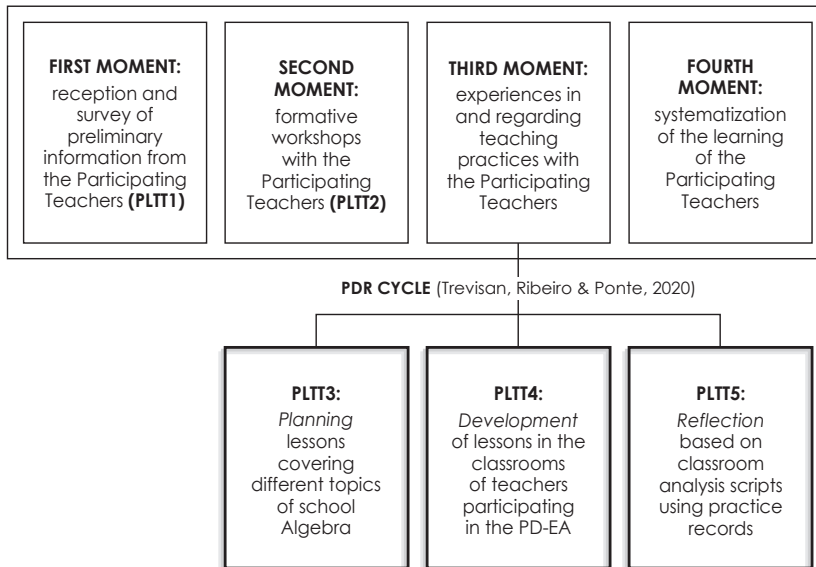 FIRST MOMENT:
reception and
survey of
preliminary
information from
the Participating
Teachers (PLTT1)
SECOND
MOMENT:
formative
workshops
with the
Participating
Teachers (PLTT2)
THIRD MOMENT:
experiences in
and regarding
teaching
practices with
the Participating
Teachers
FOURTH
MOMENT:
systematization
of the learning
of the
Participating
Teachers
PDR CYCLE (Trevisan, Ribeiro & Ponte, 2020)
PLTT3:
Planning
lessons
covering
different topics
of school
Algebra
PLTT4:
Development
of lessons in the
classrooms
of teachers
participating
in the PD-EA
PLTT5:
Reflection
based on
classroom
analysis scripts
using practice
records